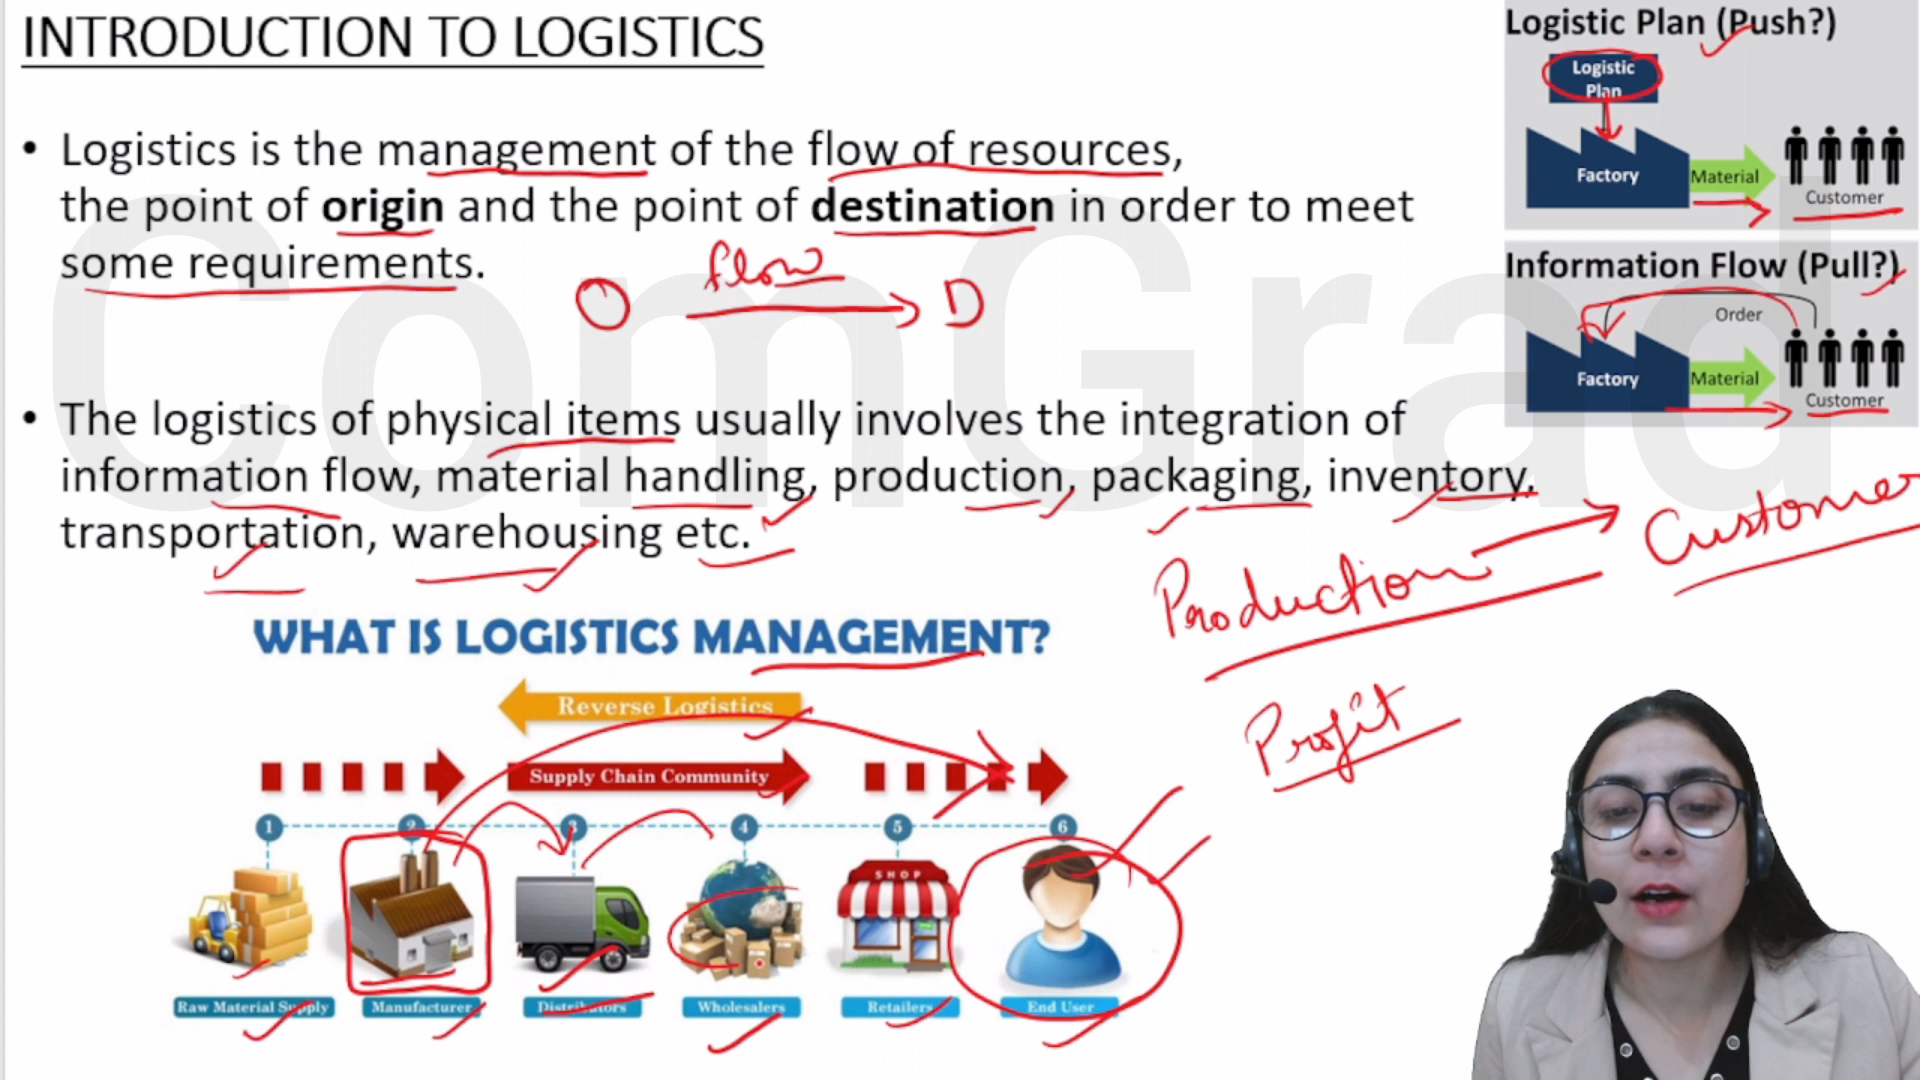 INTRODUCTION TO LOGISTICS
• Logistics is the management of the flow of resources,
the point of origin and the point of destination in order to meet
some requirements.
O flow D
• The logistics of physical items usually involves the integration of
information flow, material handling, production, packaging, inventory,
transportation, warehousing etc.
Production Customer
Profit
WHAT IS LOGISTICS MANAGEMENT?
Reverse Logistics
Supply Chain Community
1 2 3 4 5 6
SHOP
Raw Material Supply Manufacturer Distributors Wholesalers Retailers End User
Logistic Plan (Push?)
Logistic
Plan
Factory Material
Customer
Information Flow (Pull?)
Order
Factory Material
Customer
ComGrad